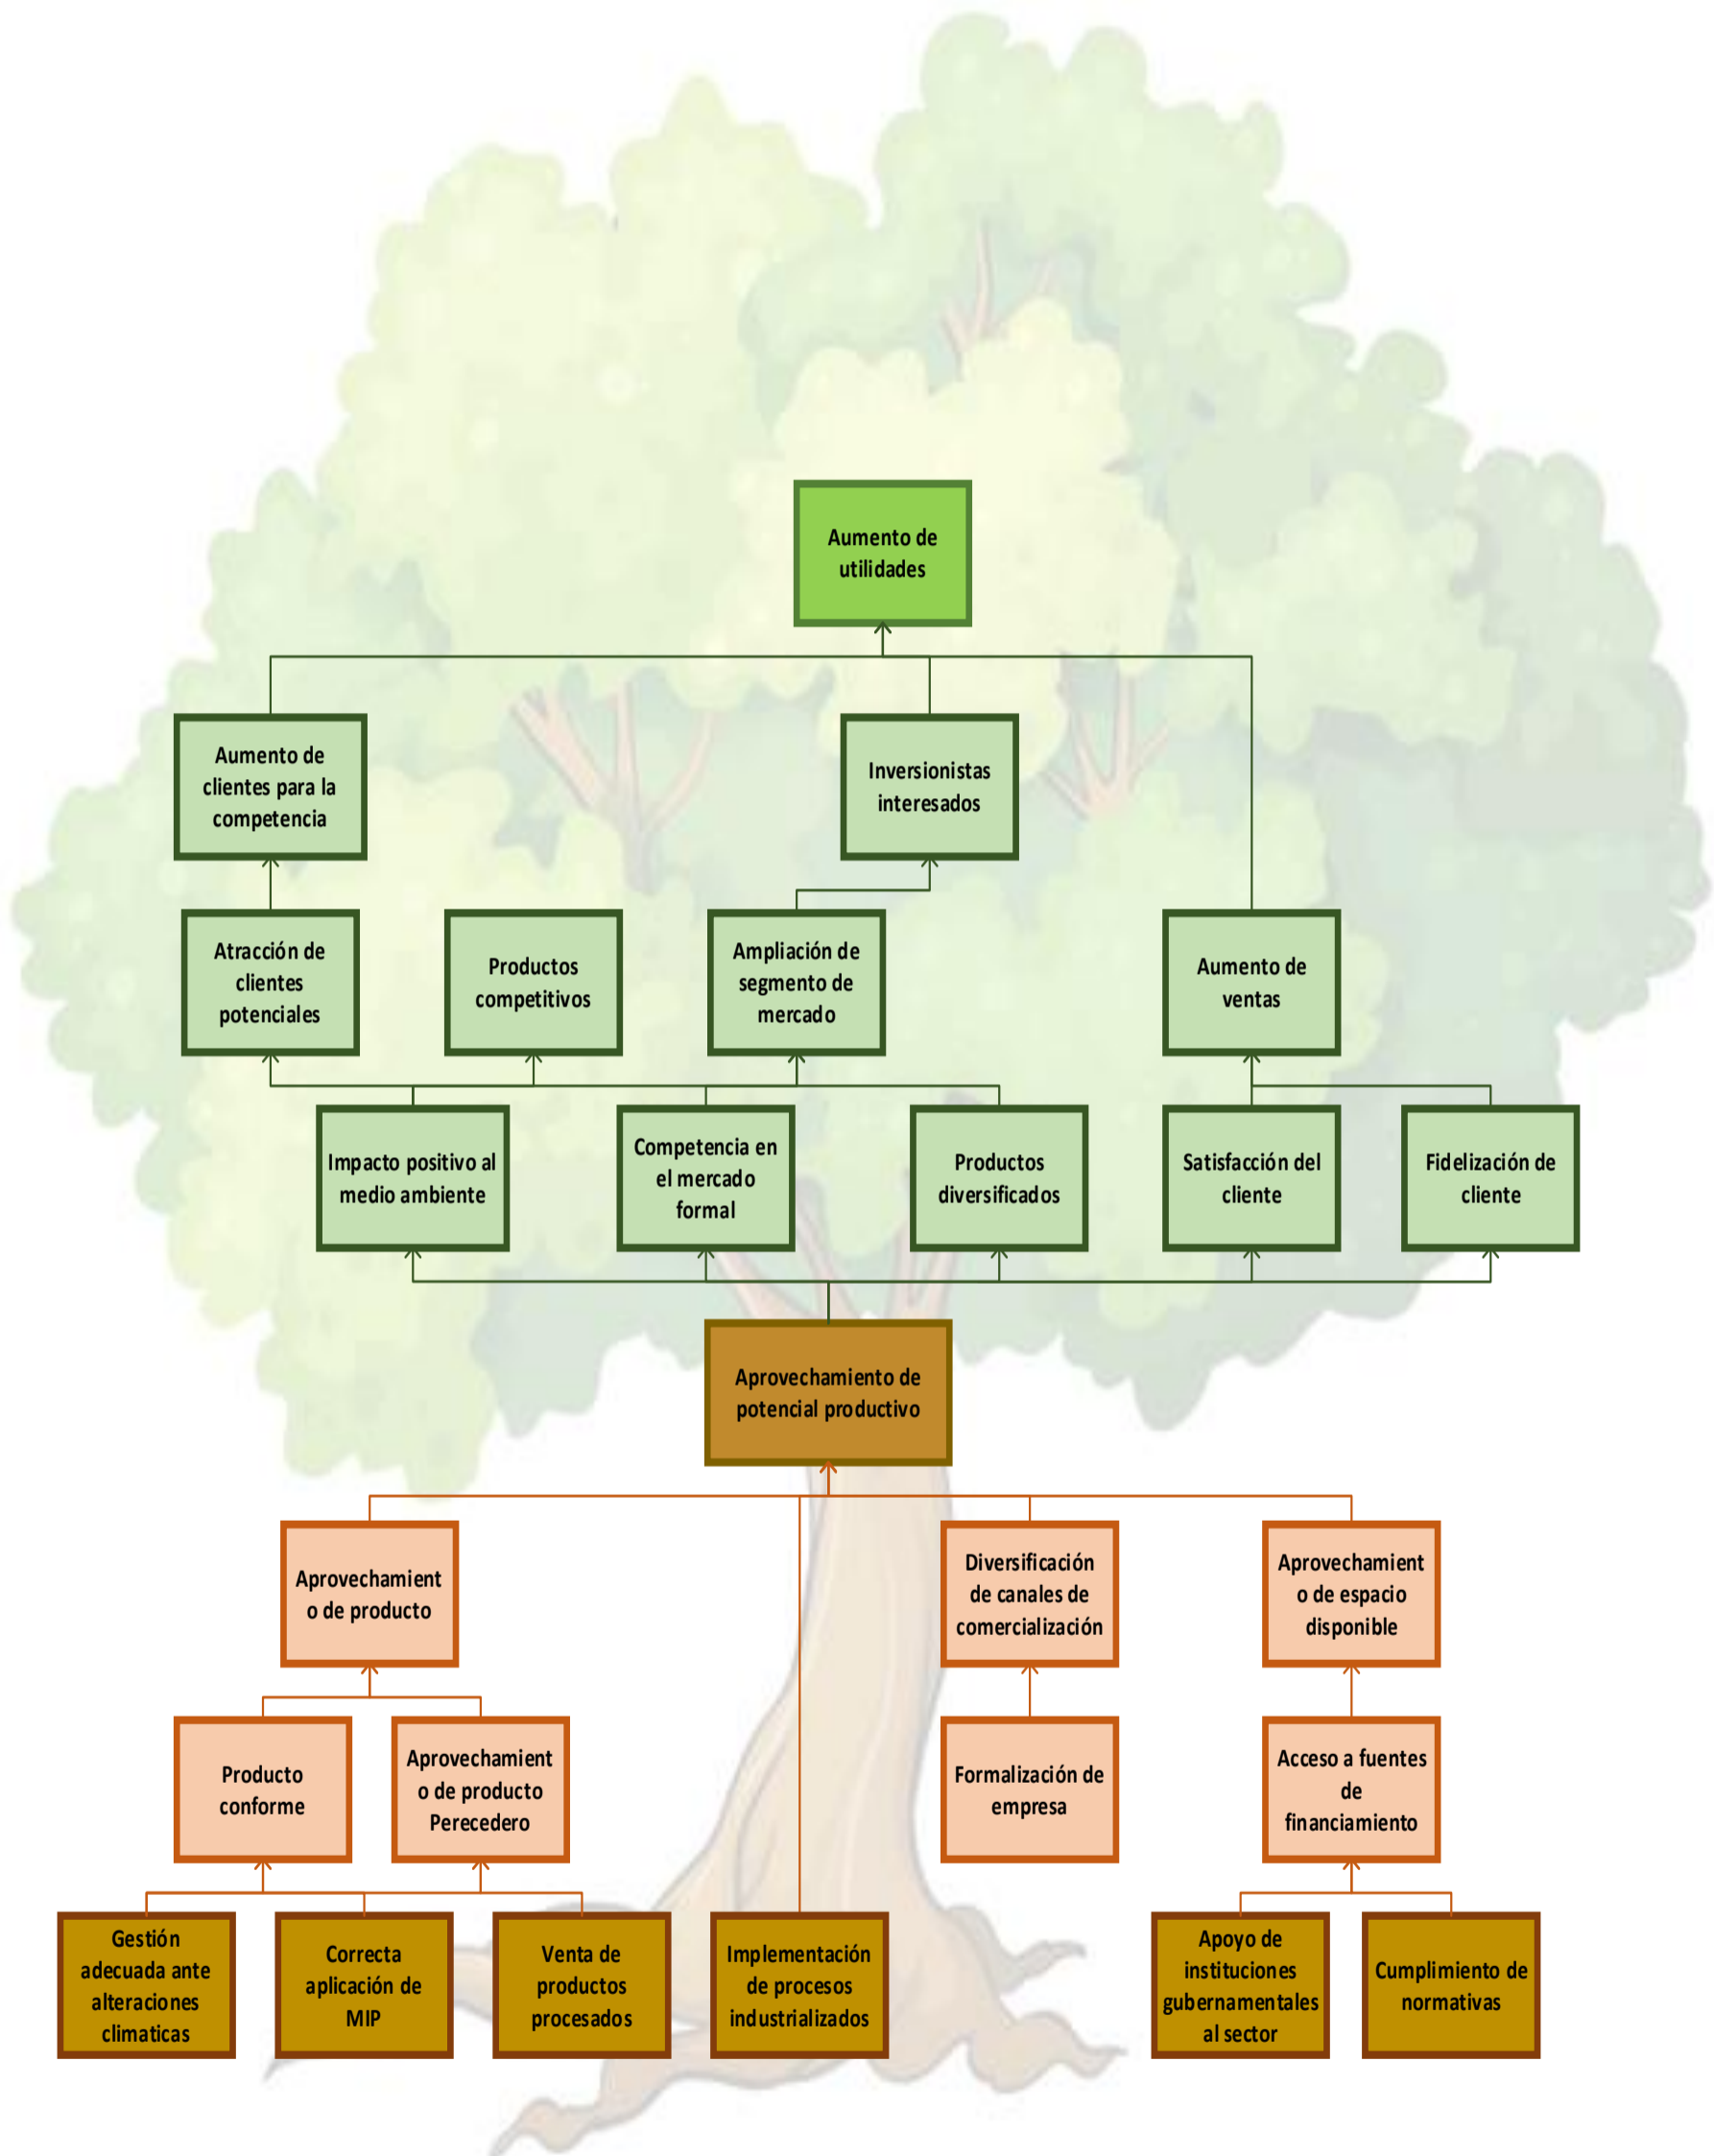 Aumento de
utilidades
Aumento de
clientes para la
competencia
Inversionistas
interesados
Atracción de
clientes
potenciales
Productos
competitivos
Ampliación de
segmento de
mercado
Aumento de
ventas
Impacto positivo al
medio ambiente
Competencia en
el mercado
formal
Productos
diversificados
Satisfacción del
cliente
Fidelización de
cliente
Aprovechamiento de
potencial productivo
Aprovechamient
o de producto
Diversificación
de canales de
comercialización
Aprovechamient
o de espacio
disponible
Producto
conforme
Aprovechamient
o de producto
Perecedero
Formalización de
empresa
Acceso a fuentes
de
financiamiento
Gestión
adecuada ante
alteraciones
climaticas
Correcta
aplicación de
MIP
Venta de
productos
procesados
Implementación
de procesos
industrializados
Apoyo de
instituciones
gubernamentales
al sector
Cumplimiento de
normativas